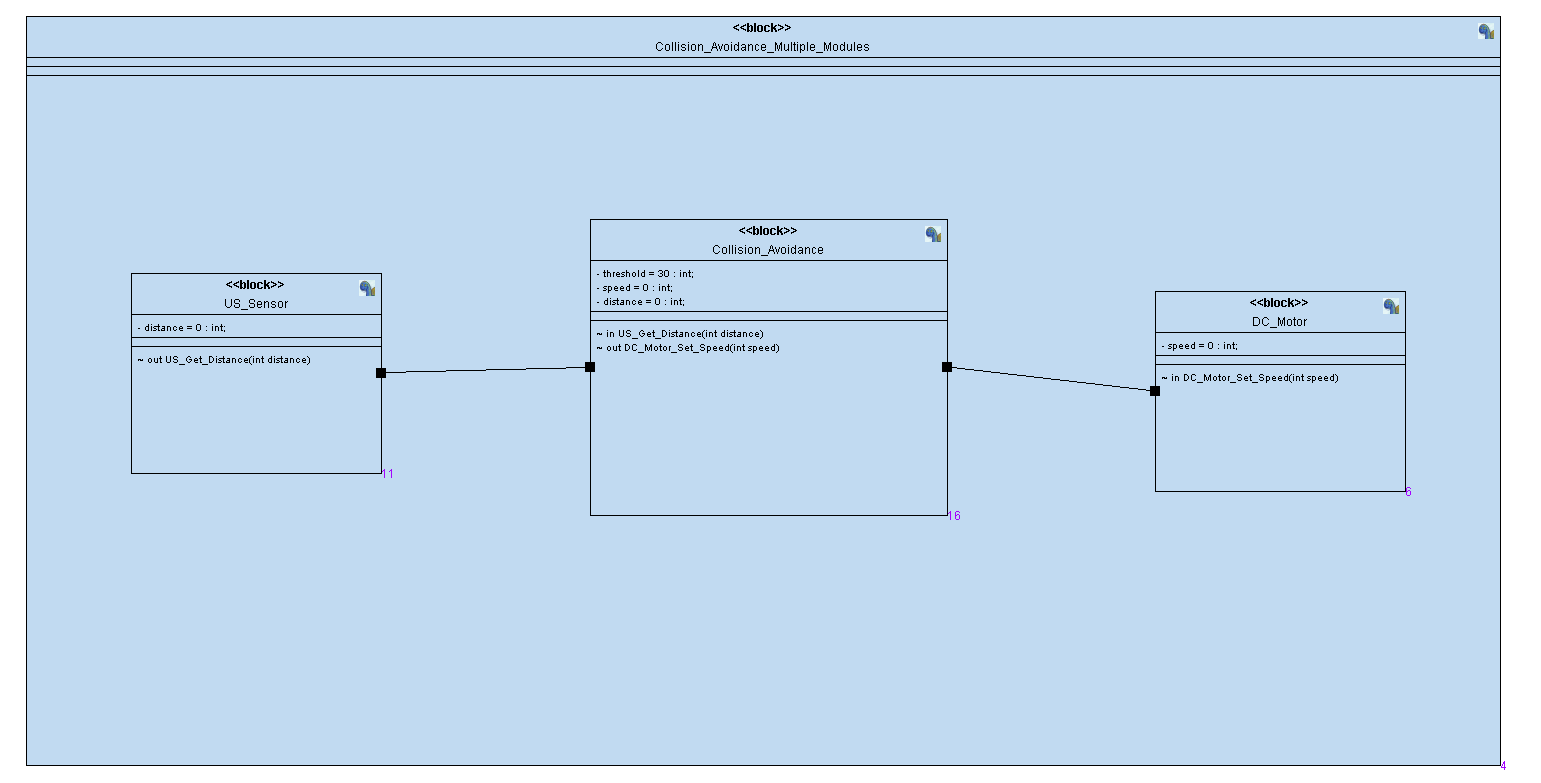 <<block>>
Collision_Avoidance_Multiple_Modules
<<block>>
US_Sensor
- distance = 0 : int;
~ out US_Get_Distance(int distance)
11
<<block>>
Collision_Avoidance
- threshold = 30 : int;
- speed = 0 : int;
- distance = 0 : int;
~ in US_Get_Distance(int distance)
~ out DC_Motor_Set_Speed(int speed)
16
<<block>>
DC_Motor
- speed = 0 : int;
~ in DC_Motor_Set_Speed(int speed)
6
4